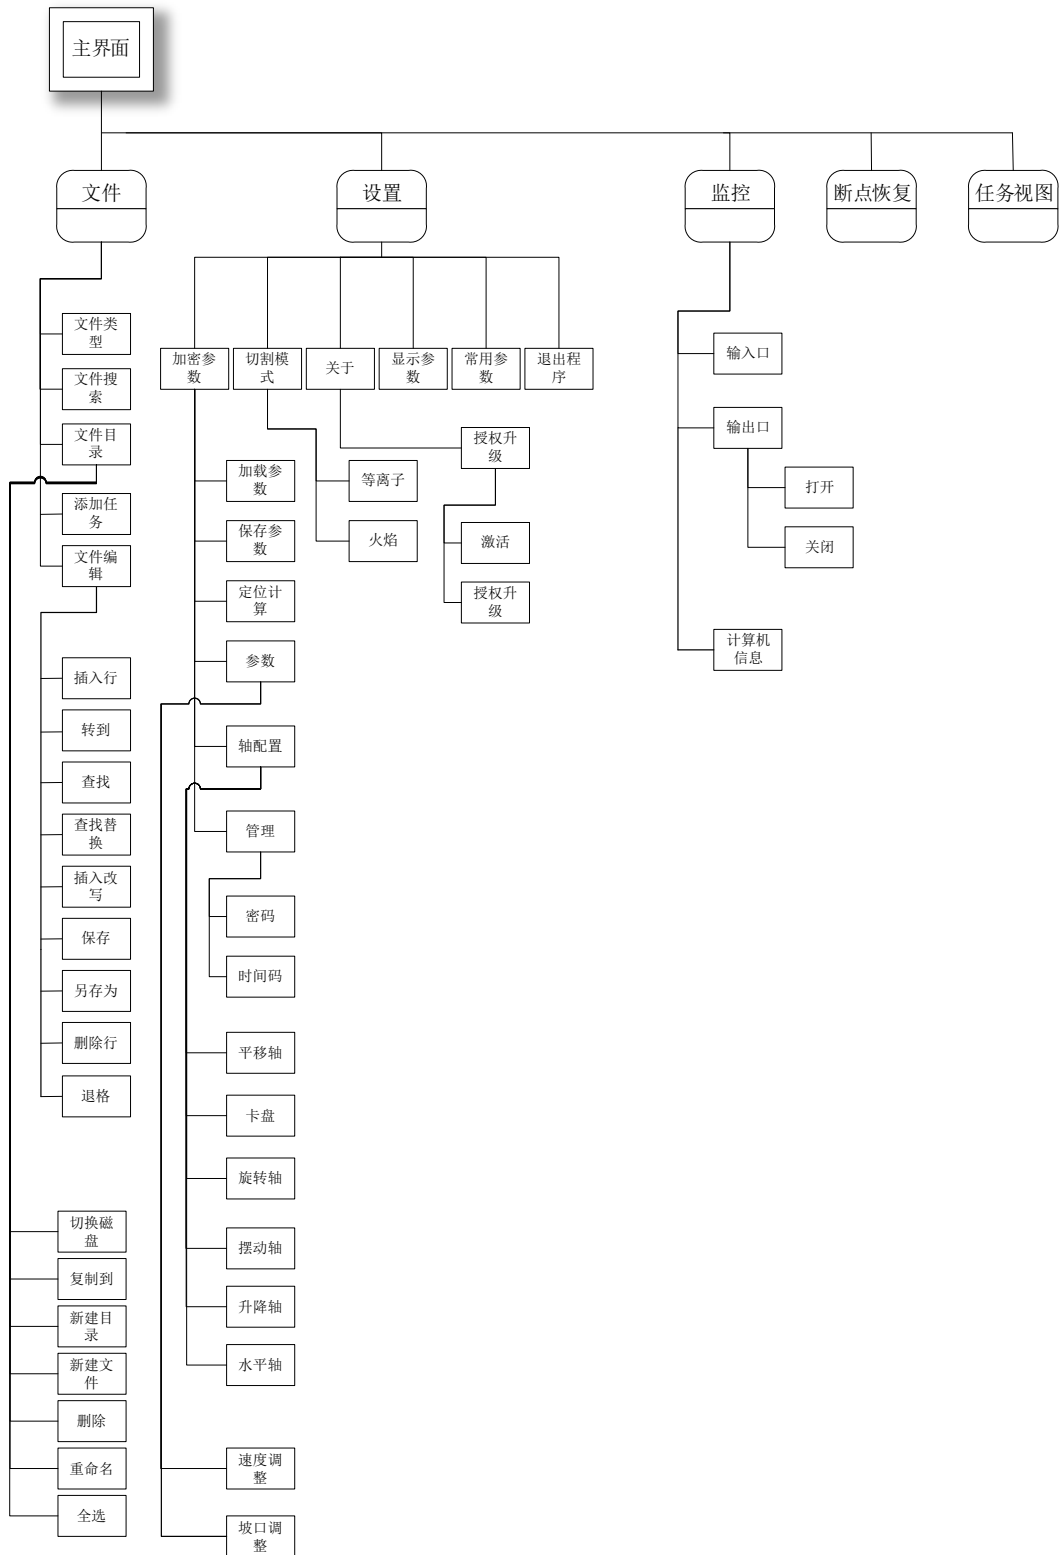 主界面
文件
设置
监控
断点恢复
任务视图
文件类
型
文件搜
索
文件目
录
添加任
务
文件编
辑
插入行
转到
查找
查找替
换
插入改
写
保存
另存为
删除行
退格
切换磁
盘
复制到
新建目
录
新建文
件
删除
重命名
全选
加密参
数
切割模
式
关于
显示参
数
常用参
数
退出程
序
加载参
数
保存参
数
定位计
算
参数
轴配置
管理
密码
时间码
平移轴
卡盘
旋转轴
摆动轴
升降轴
水平轴
速度调
整
坡口调
整
等离子
火焰
授权升
级
激活
授权升
级
输入口
输出口
打开
关闭
计算机
信息